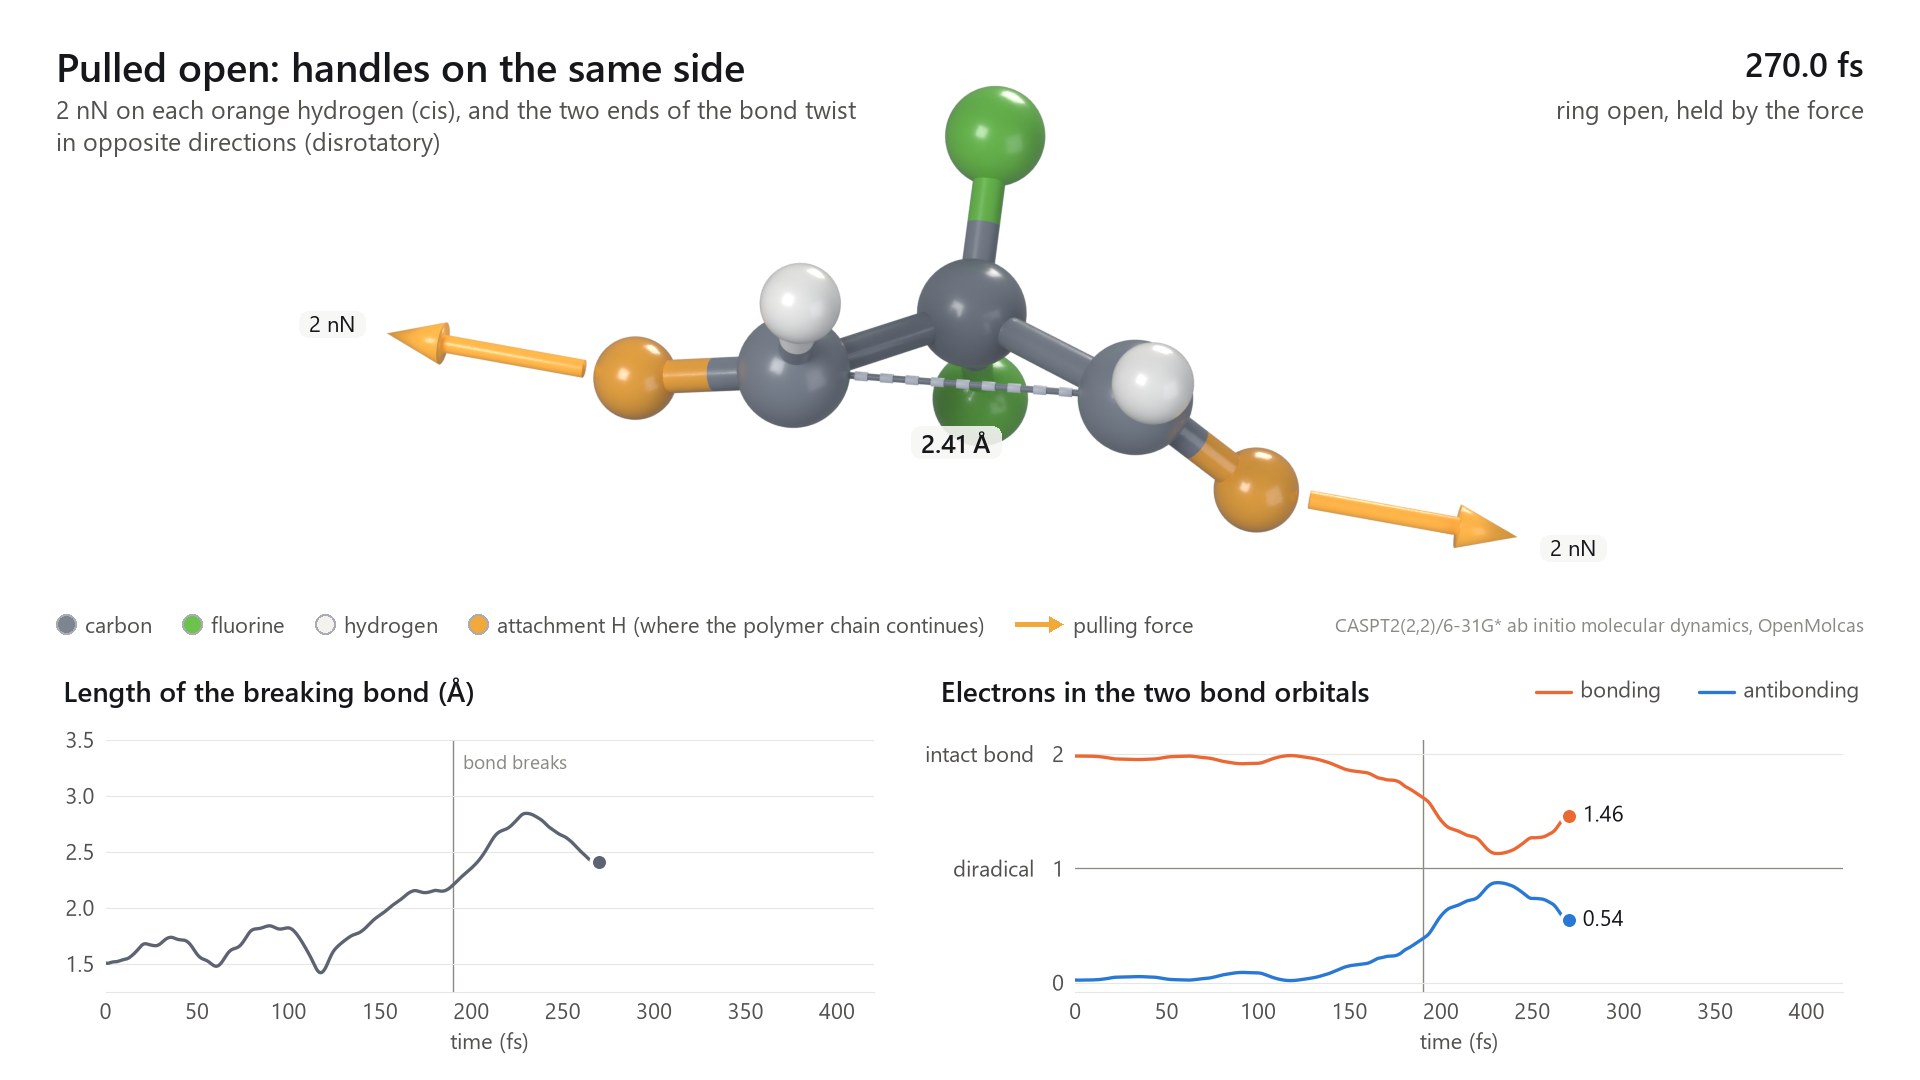 Pulled open: handles on the same side
2 nN on each orange hydrogen (cis), and the two ends of the bond twist
in opposite directions (disrotatory)
270.0 fs
ring open, held by the force
2 nN
2.41 Å
2 nN
carbon fluorine hydrogen attachment H (where the polymer chain continues) pulling force
CASPT2(2,2)/6-31G* ab initio molecular dynamics, OpenMolcas
Length of the breaking bond (Å)
3.5
3.0
2.5
2.0
1.5
bond breaks
0 50 100 150 200 250 300 350 400
time (fs)
Electrons in the two bond orbitals
bonding antibonding
intact bond 2
diradical 1
0
1.46
0.54
0 50 100 150 200 250 300 350 400
time (fs)